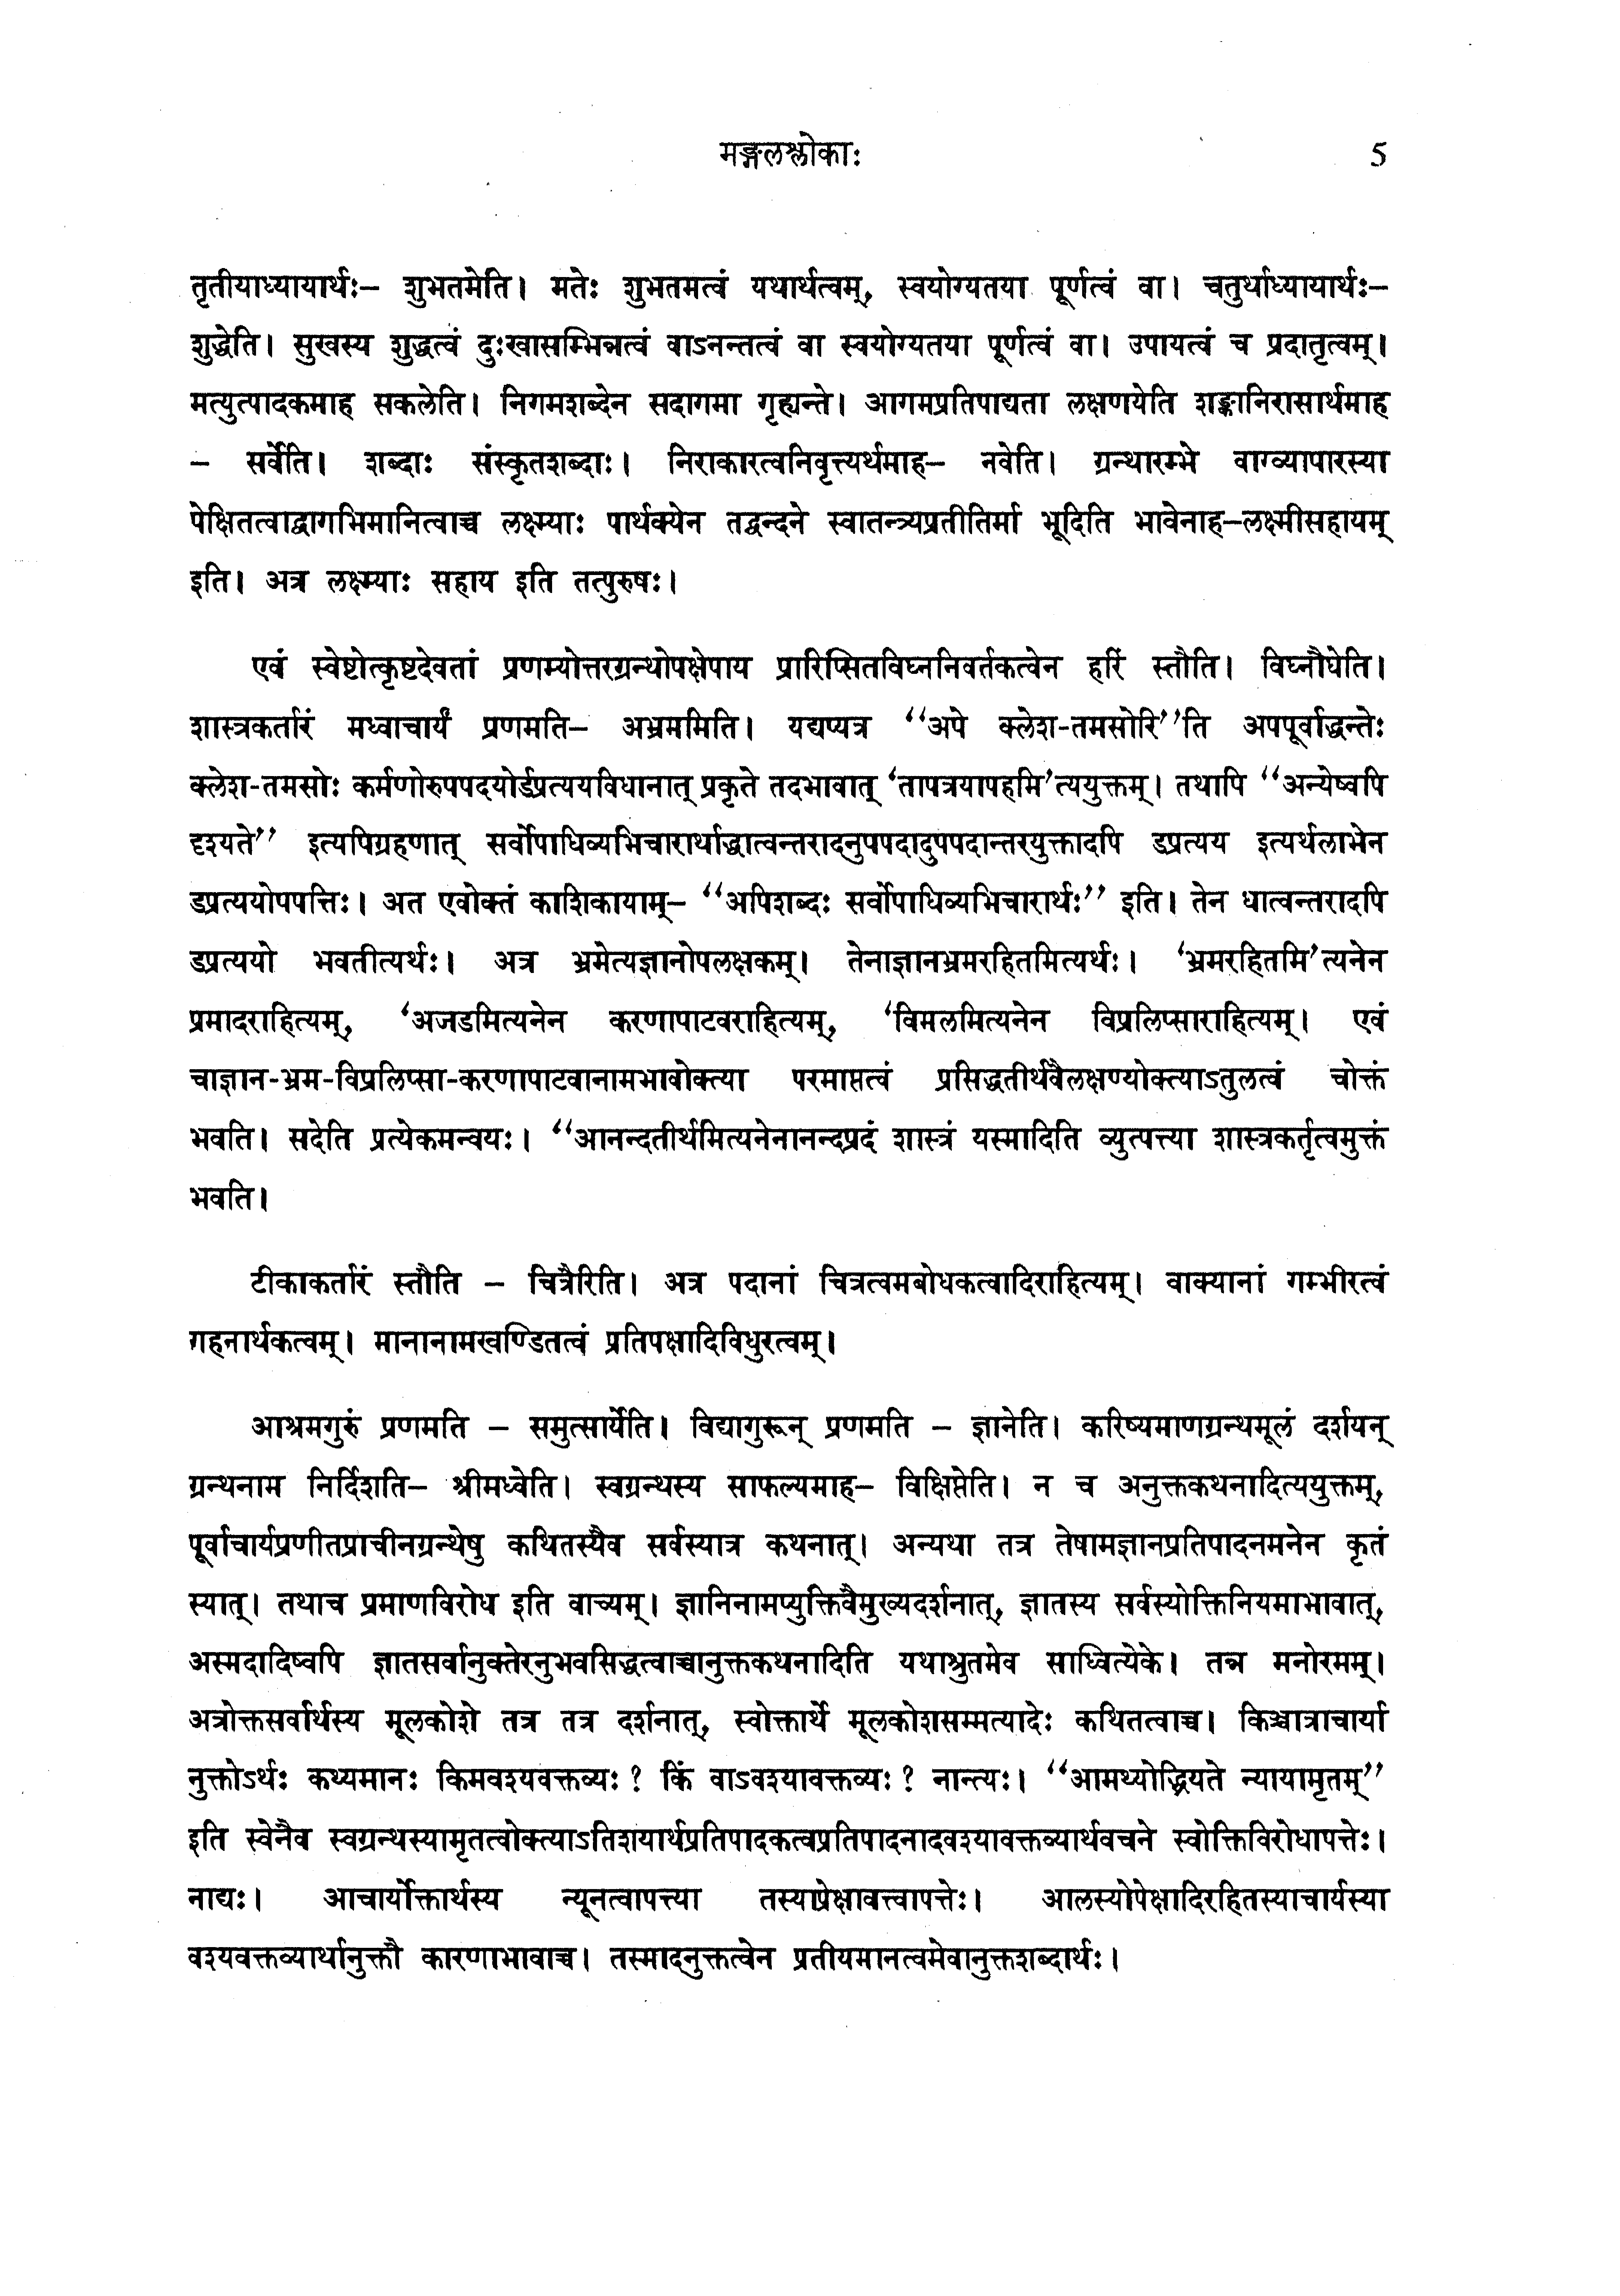 मङ्गलश्लोकाः 5
तृतीयाध्यायार्थः– शुभतमेति। मतेः शुभतमत्वं यथार्थत्वम्, स्वयोग्यतया पूर्णत्वं वा। चतुर्थाध्यायार्थः–
शुद्धेति। सुखस्य शुद्धत्वं दुःखासम्भिन्नत्वं वाऽनन्तत्वं वा स्वयोग्यतया पूर्णत्वं वा। उपायत्वं च प्रदातृत्वम्।
मत्युत्पादकमाह सकलेति। निगमशब्देन सदागमा गृह्यन्ते। आगमप्रतिपाद्यता लक्षणयेति शङ्कानिरासार्थमाह
– सर्वेति। शब्दाः संस्कृतशब्दाः। निराकारत्वनिवृत्त्यर्थमाह– नवेति। ग्रन्थारम्भे वाग्व्यापारस्या
पेक्षितत्वाद्वागभिमानित्वाच्च लक्ष्म्याः पार्थक्येन तद्वन्दने स्वातन्त्र्यप्रतीतिर्मा भूदिति भावेनाह–लक्ष्मीसहायम्
इति। अत्र लक्ष्म्याः सहाय इति तत्पुरुषः।
एवं स्वेष्टोत्कृष्टदेवतां प्रणम्योत्तरग्रन्थोपक्षेपाय प्रारिप्सितविघ्ननिवर्तकत्वेन हरिं स्तौति। विघ्नौघेति।
शास्त्रकर्तारं मध्वाचार्यं प्रणमति– अभ्रममिति। यद्यप्यत्र “अपे क्लेश-तमसोरि”ति अपपूर्वाद्धन्तेः
क्लेश-तमसोः कर्मणोरुपपदयोर्डप्रत्ययविधानात् प्रकृते तदभावात् ‘तापत्रयापहमि’त्ययुक्तम्। तथापि “अन्येष्वपि
दृश्यते” इत्यपिग्रहणात् सर्वोपाधिव्यभिचारार्थाद्धात्वन्तरादनुपपदादुपपदान्तरयुक्तादपि डप्रत्यय इत्यर्थलाभेन
डप्रत्ययोपपत्तिः। अत एवोक्तं काशिकायाम्– “अपिशब्दः सर्वोपाधिव्यभिचारार्थः” इति। तेन धात्वन्तरादपि
डप्रत्ययो भवतीत्यर्थः। अत्र भ्रमेत्यज्ञानोपलक्षकम्। तेनाज्ञानभ्रमरहितमित्यर्थः। ‘भ्रमरहितमि’त्यनेन
प्रमादराहित्यम्, ‘अजडमित्यनेन करणापाटवराहित्यम्, ‘विमलमित्यनेन विप्रलिप्साराहित्यम्। एवं
चाज्ञान-भ्रम-विप्रलिप्सा-करणापाटवानामभावोक्त्या परमाप्तत्वं प्रसिद्धतीर्थवैलक्षण्योक्त्याऽतुलत्वं चोक्तं
भवति। सदेति प्रत्येकमन्वयः। “आनन्दतीर्थमित्यनेनानन्दप्रदं शास्त्रं यस्मादिति व्युत्पत्त्या शास्त्रकर्तृत्वमुक्तं
भवति।
टीकाकर्तारं स्तौति – चित्रैरिति। अत्र पदानां चित्रत्वमबोधकत्वादिराहित्यम्। वाक्यानां गम्भीरत्वं
गहनार्थकत्वम्। मानानामखण्डितत्वं प्रतिपक्षादिविधुरत्वम्।
आश्रमगुरुं प्रणमति – समुत्सार्येति। विद्यागुरून् प्रणमति – ज्ञानेति। करिष्यमाणग्रन्थमूलं दर्शयन्
ग्रन्थनाम निर्दिशति– श्रीमध्वेति। स्वग्रन्थस्य साफल्यमाह– विक्षिप्तेति। न च अनुक्तकथनादित्ययुक्तम्,
पूर्वाचार्यप्रणीतप्राचीनग्रन्थेषु कथितस्यैव सर्वस्यात्र कथनात्। अन्यथा तत्र तेषामज्ञानप्रतिपादनमनेन कृतं
स्यात्। तथाच प्रमाणविरोध इति वाच्यम्। ज्ञानिनामप्युक्तिवैमुख्यदर्शनात्, ज्ञातस्य सर्वस्योक्तिनियमाभावात्,
अस्मदादिष्वपि ज्ञातसर्वानुक्तेरनुभवसिद्धत्वाच्चानुक्तकथनादिति यथाश्रुतमेव साध्वित्येके। तन्न मनोरमम्।
अत्रोक्तसर्वार्थस्य मूलकोशे तत्र तत्र दर्शनात्, स्वोक्तार्थे मूलकोशसम्मत्यादेः कथितत्वाच्च। किञ्चात्राचार्या
नुक्तोऽर्थः कथ्यमानः किमवश्यवक्तव्यः? किं वाऽवश्यावक्तव्यः? नान्त्यः। “आमथ्योद्ध्रियते न्यायामृतम्”
इति स्वेनैव स्वग्रन्थस्यामृतत्वोक्त्याऽतिशयार्थप्रतिपादकत्वप्रतिपादनादवश्यावक्तव्यार्थवचने स्वोक्तिविरोधापत्तेः।
नाद्यः। आचार्योक्तार्थस्य न्यूनत्वापत्त्या तस्याप्रेक्षावत्त्वापत्तेः। आलस्योपेक्षादिरहितस्याचार्यस्या
वश्यवक्तव्यार्थानुक्तौ कारणाभावाच्च। तस्मादनुक्तत्वेन प्रतीयमानत्वमेवानुक्तशब्दार्थः।